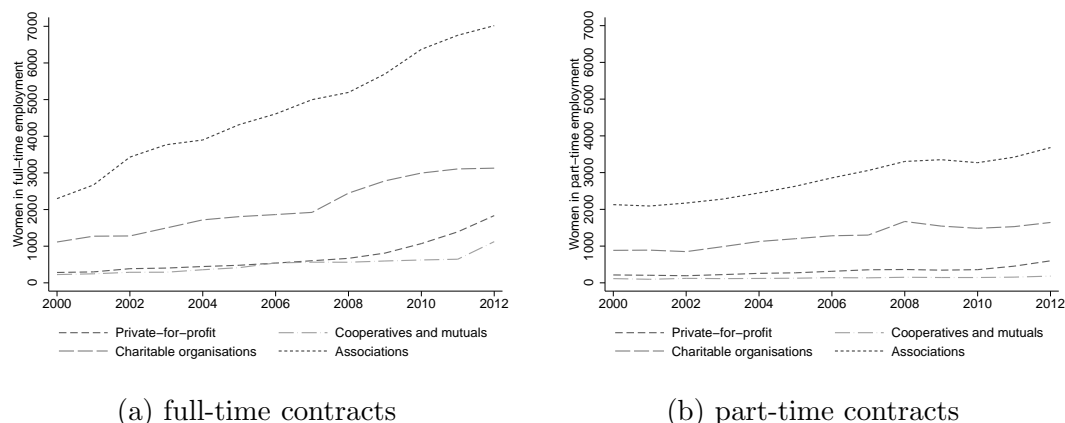 Women in full−time employment
0 1000 2000 3000 4000 5000 6000 7000
2000 2002 2004 2006 2008 2010 2012
Private−for−profit Cooperatives and mutuals
Charitable organisations Associations
(a) full-time contracts
Women in part−time employment
0 1000 2000 3000 4000 5000 6000 7000
2000 2002 2004 2006 2008 2010 2012
Private−for−profit Cooperatives and mutuals
Charitable organisations Associations
(b) part-time contracts